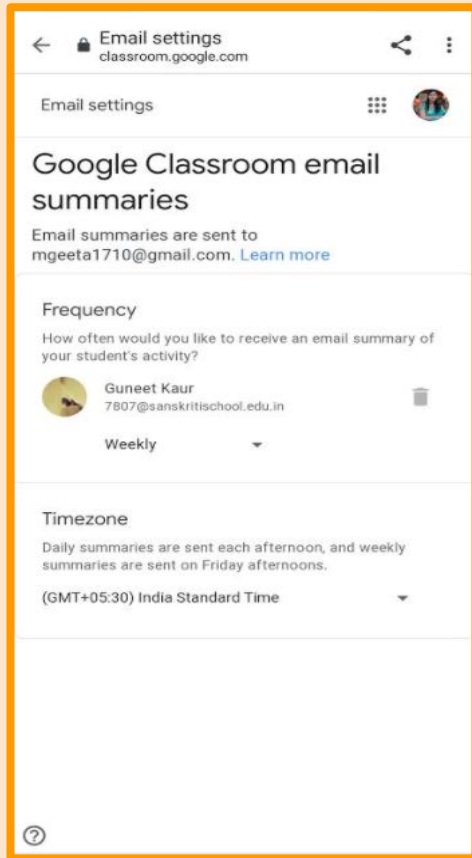 Email settings
classroom.google.com
Email settings
Google Classroom email
summaries
Email summaries are sent to
mgeeta1710@gmail.com. Learn more
Frequency
How often would you like to receive an email summary of
your student's activity?
Guneet Kaur
7807@sanskritischool.edu.in
Weekly
Timezone
Daily summaries are sent each afternoon, and weekly
summaries are sent on Friday afternoons.
(GMT+05:30) India Standard Time